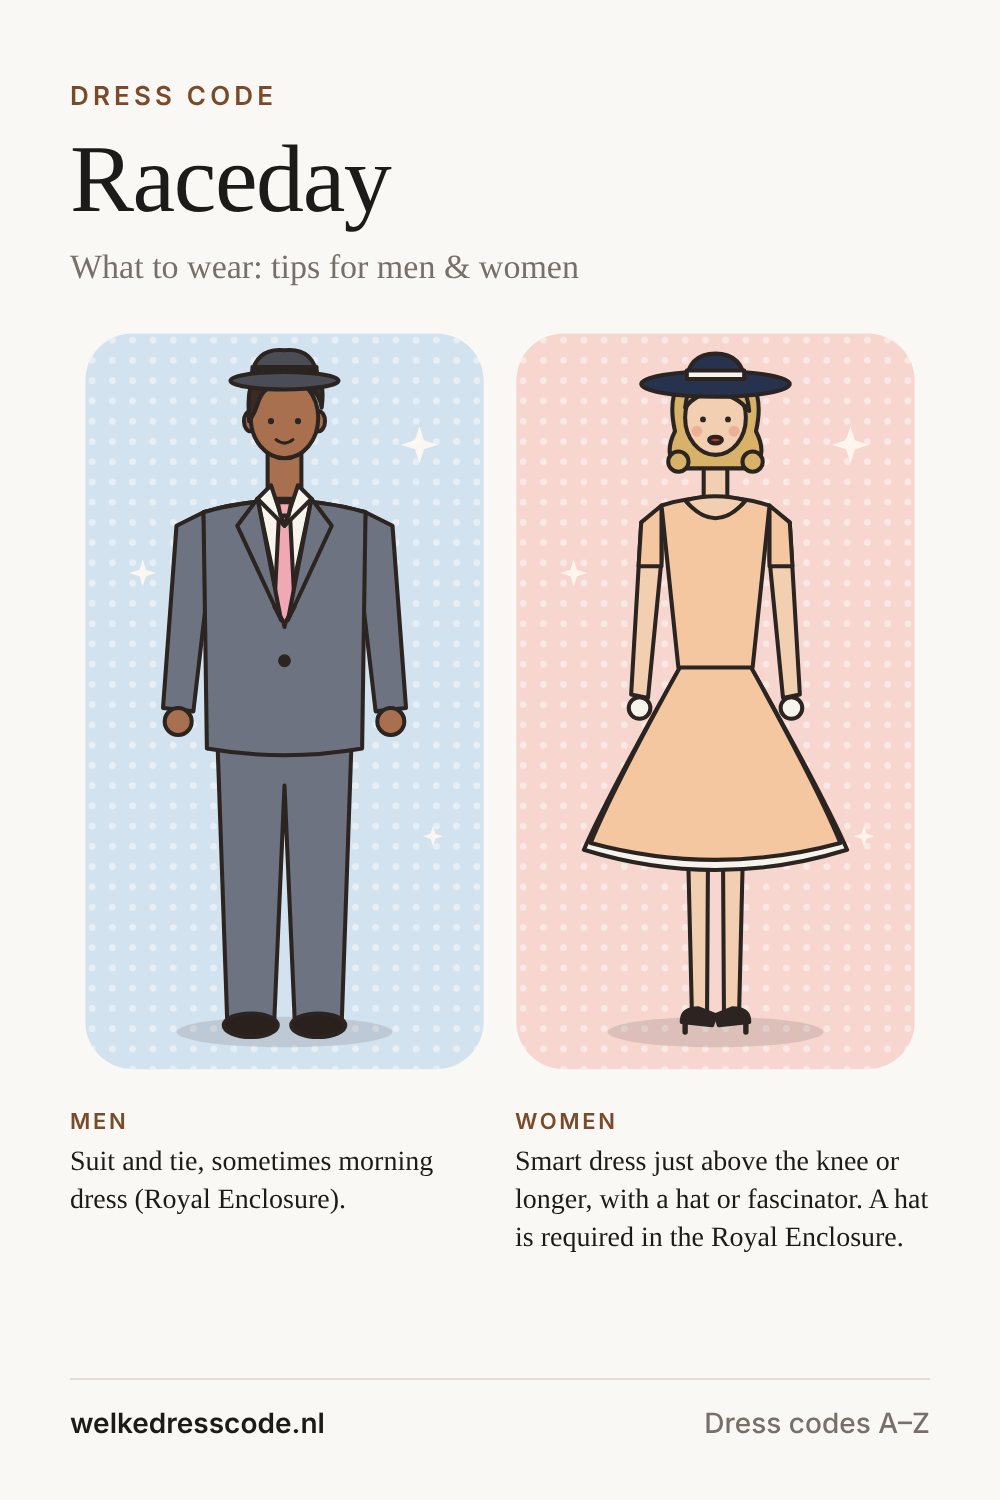 DRESS CODE
Raceday
What to wear: tips for men & women
MEN
Suit and tie, sometimes morning
dress (Royal Enclosure).
WOMEN
Smart dress just above the knee or
longer, with a hat or fascinator. A hat
is required in the Royal Enclosure.
welkedresscode.nl
Dress codes A–Z